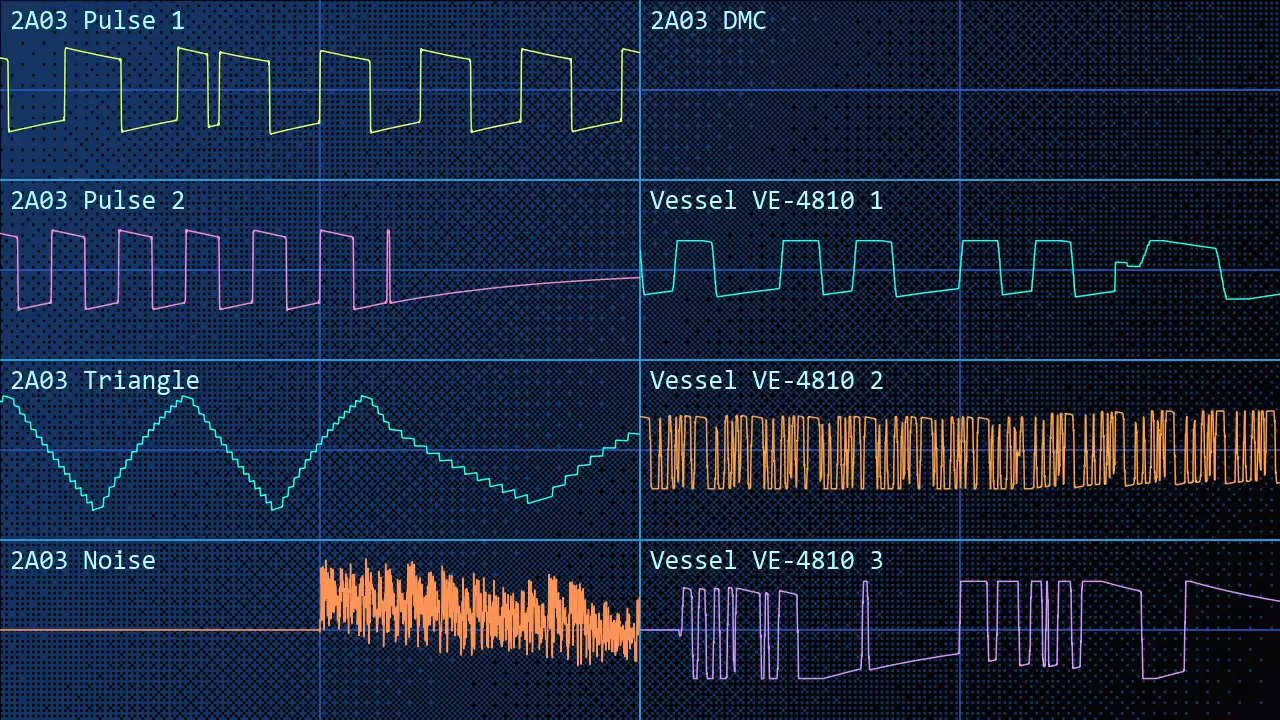 2A03 Pulse 1
2A03 DMC
2A03 Pulse 2
Vessel VE-4810 1
2A03 Triangle
Vessel VE-4810 2
2A03 Noise
Vessel VE-4810 3